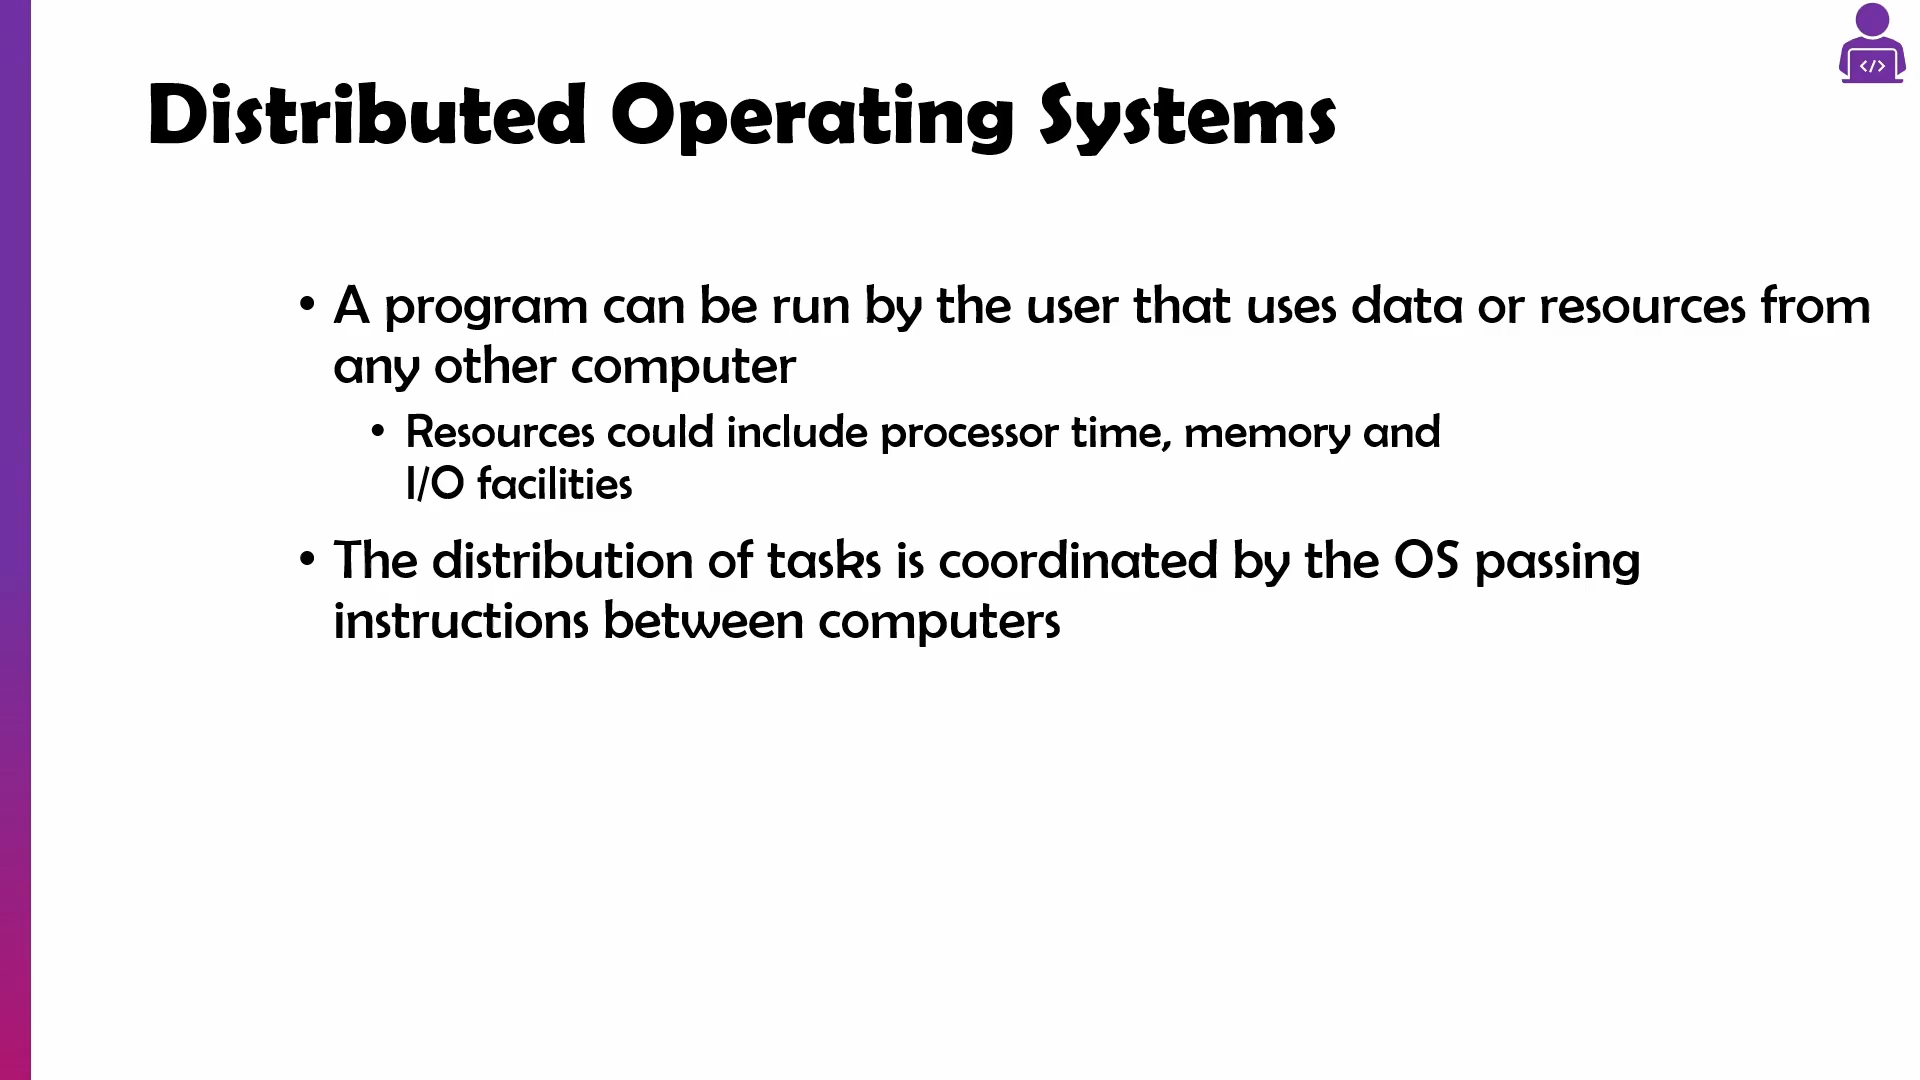 Distributed Operating Systems
• A program can be run by the user that uses data or resources from
any other computer
• Resources could include processor time, memory and
I/O facilities
• The distribution of tasks is coordinated by the OS passing
instructions between computers